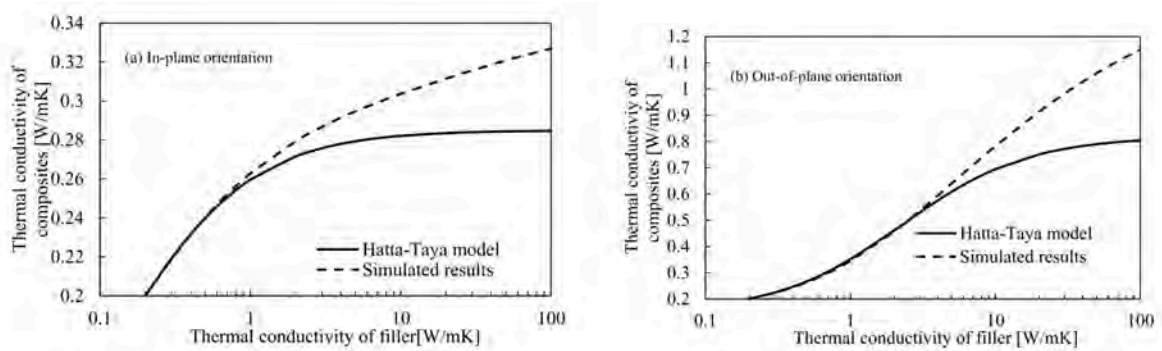 (a) In-plane orientation
Thermal conductivity of
composites [W/mK]
0.34
0.32
0.3
0.28
0.26
0.24
0.22
0.2
Hatta-Taya model
Simulated results
0.1
1
10
100
Thermal conductivity of filler[W/mK]
(b) Out-of-plane orientation
Thermal conductiviy of
composites [W/mK]
1.2
1.1
1
0.9
0.8
0.7
0.6
0.5
0.4
0.3
0.2
Hatta-Taya model
Simulated results
0.1
1
10
100
Thermal conductivity of filler [W/mK]